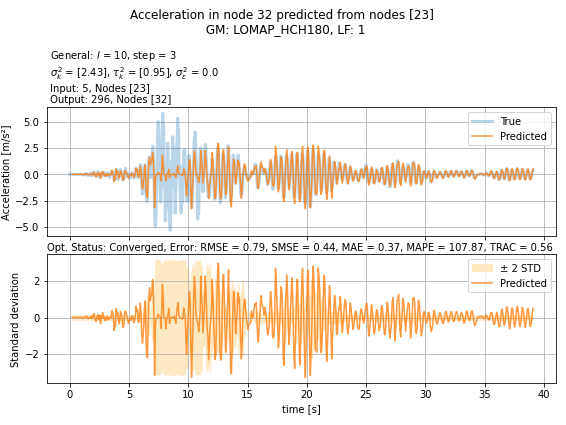 Acceleration in node 32 predicted from nodes [23]
GM: LOMAP_HCH180, LF: 1
General: l = 10, step = 3
σ²ₖ = [2.43], τ²ₖ = [0.95], σ²ε = 0.0
Input: 5, Nodes [23]
Output: 296, Nodes [32]
Acceleration [m/s²]
5.0
2.5
0.0
−2.5
−5.0
True
Predicted
Opt. Status: Converged, Error: RMSE = 0.79, SMSE = 0.44, MAE = 0.37, MAPE = 107.87, TRAC = 0.56
Standard deviation
2
0
−2
± 2 STD
Predicted
0 5 10 15 20 25 30 35 40
time [s]